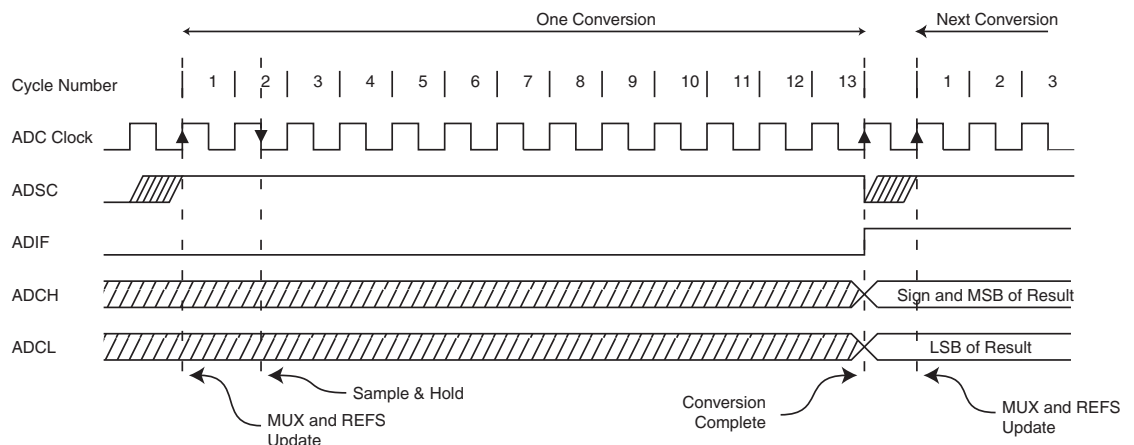 One Conversion
Next Conversion
Cycle Number
1 2 3 4 5 6 7 8 9 10 11 12 13 1 2 3
ADC Clock
ADSC
ADIF
ADCH
Sign and MSB of Result
ADCL
LSB of Result
Sample & Hold
MUX and REFS
Update
Conversion
Complete
MUX and REFS
Update